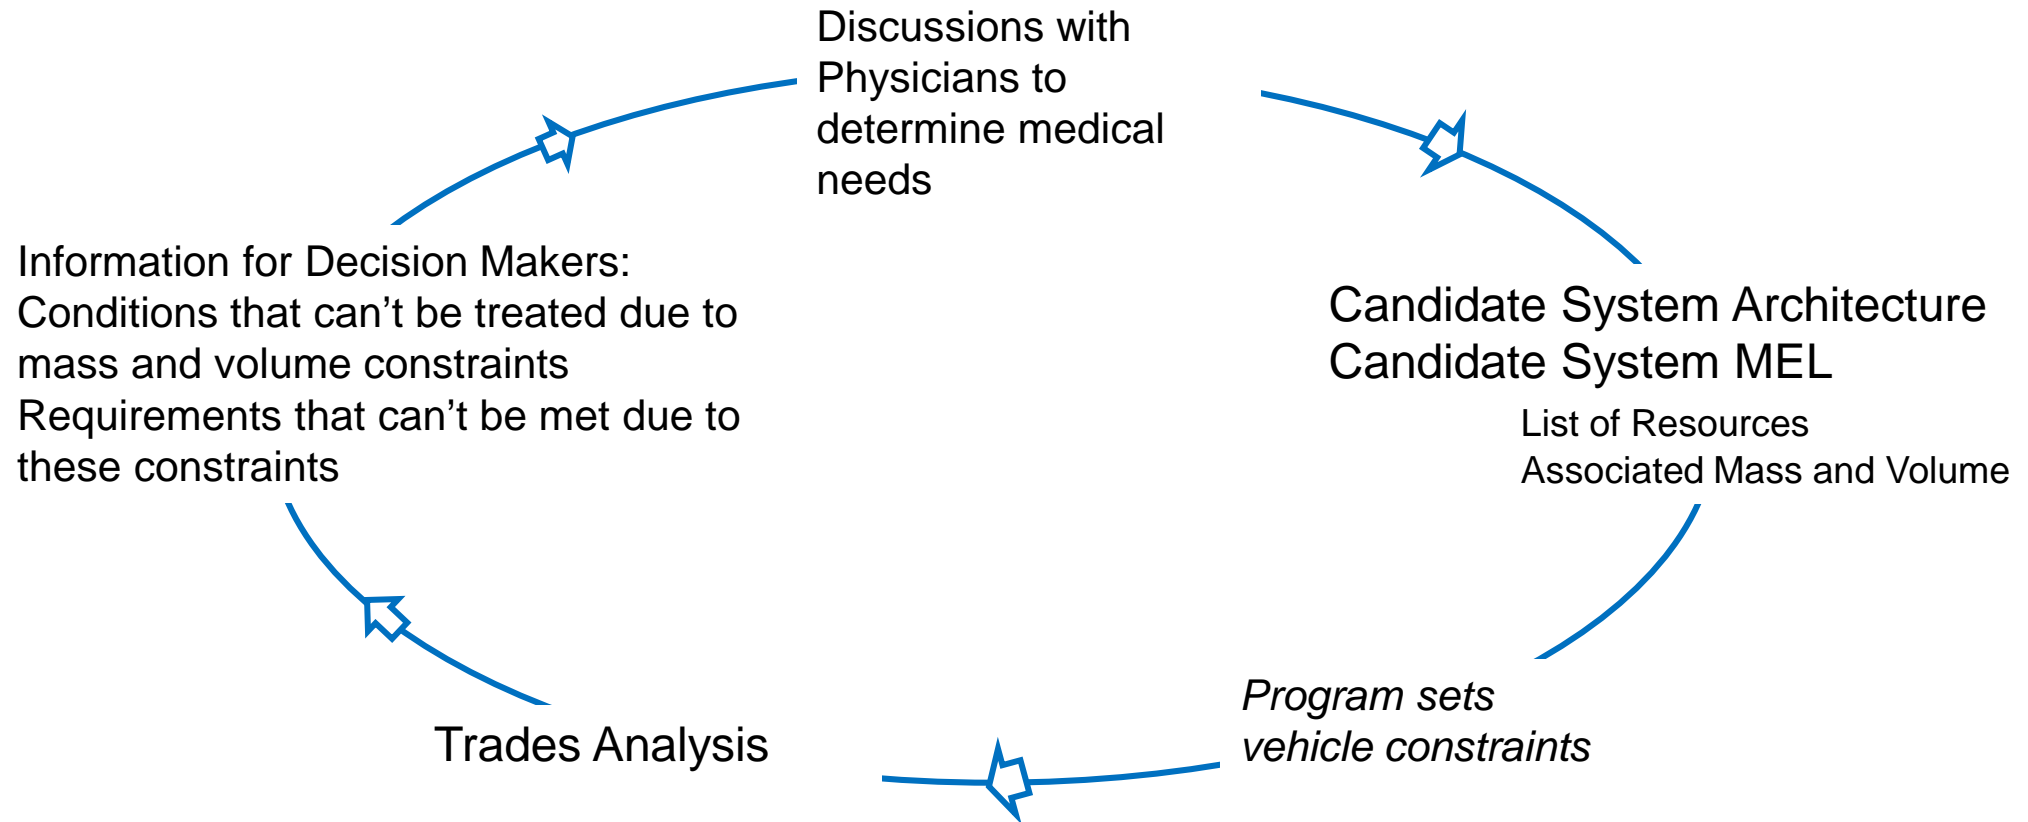 Discussions with
Physicians to
determine medical
needs
Candidate System Architecture
Candidate System MEL
List of Resources
Associated Mass and Volume
Program sets
vehicle constraints
Trades Analysis
Information for Decision Makers:
Conditions that can’t be treated due to
mass and volume constraints
Requirements that can’t be met due to
these constraints